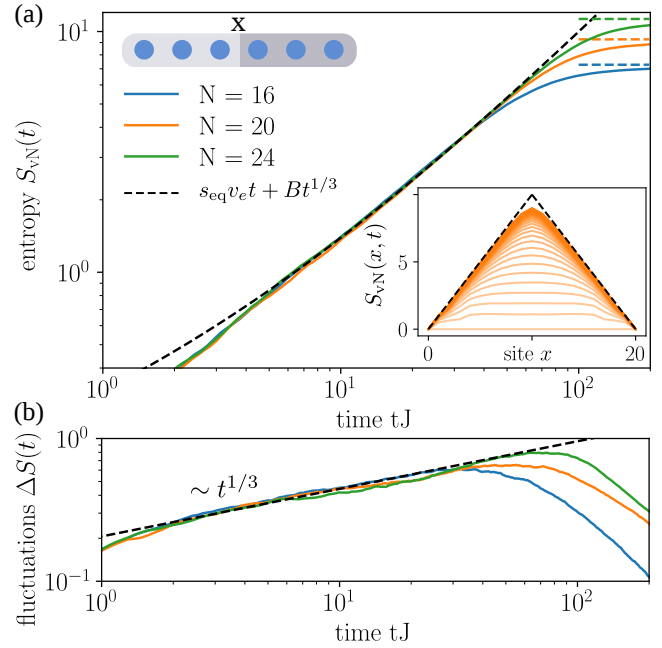 (a)
x
10¹
10⁰
entropy S_vN(t)
N = 16
N = 20
N = 24
s_eq v_e t + Bt^{1/3}
S_vN(x, t)
5
0
0
site x
20
10⁰
10¹
10²
time tJ
(b)
10⁰
10⁻¹
fluctuations ΔS(t)
∼ t^{1/3}
10⁰
10¹
10²
time tJ